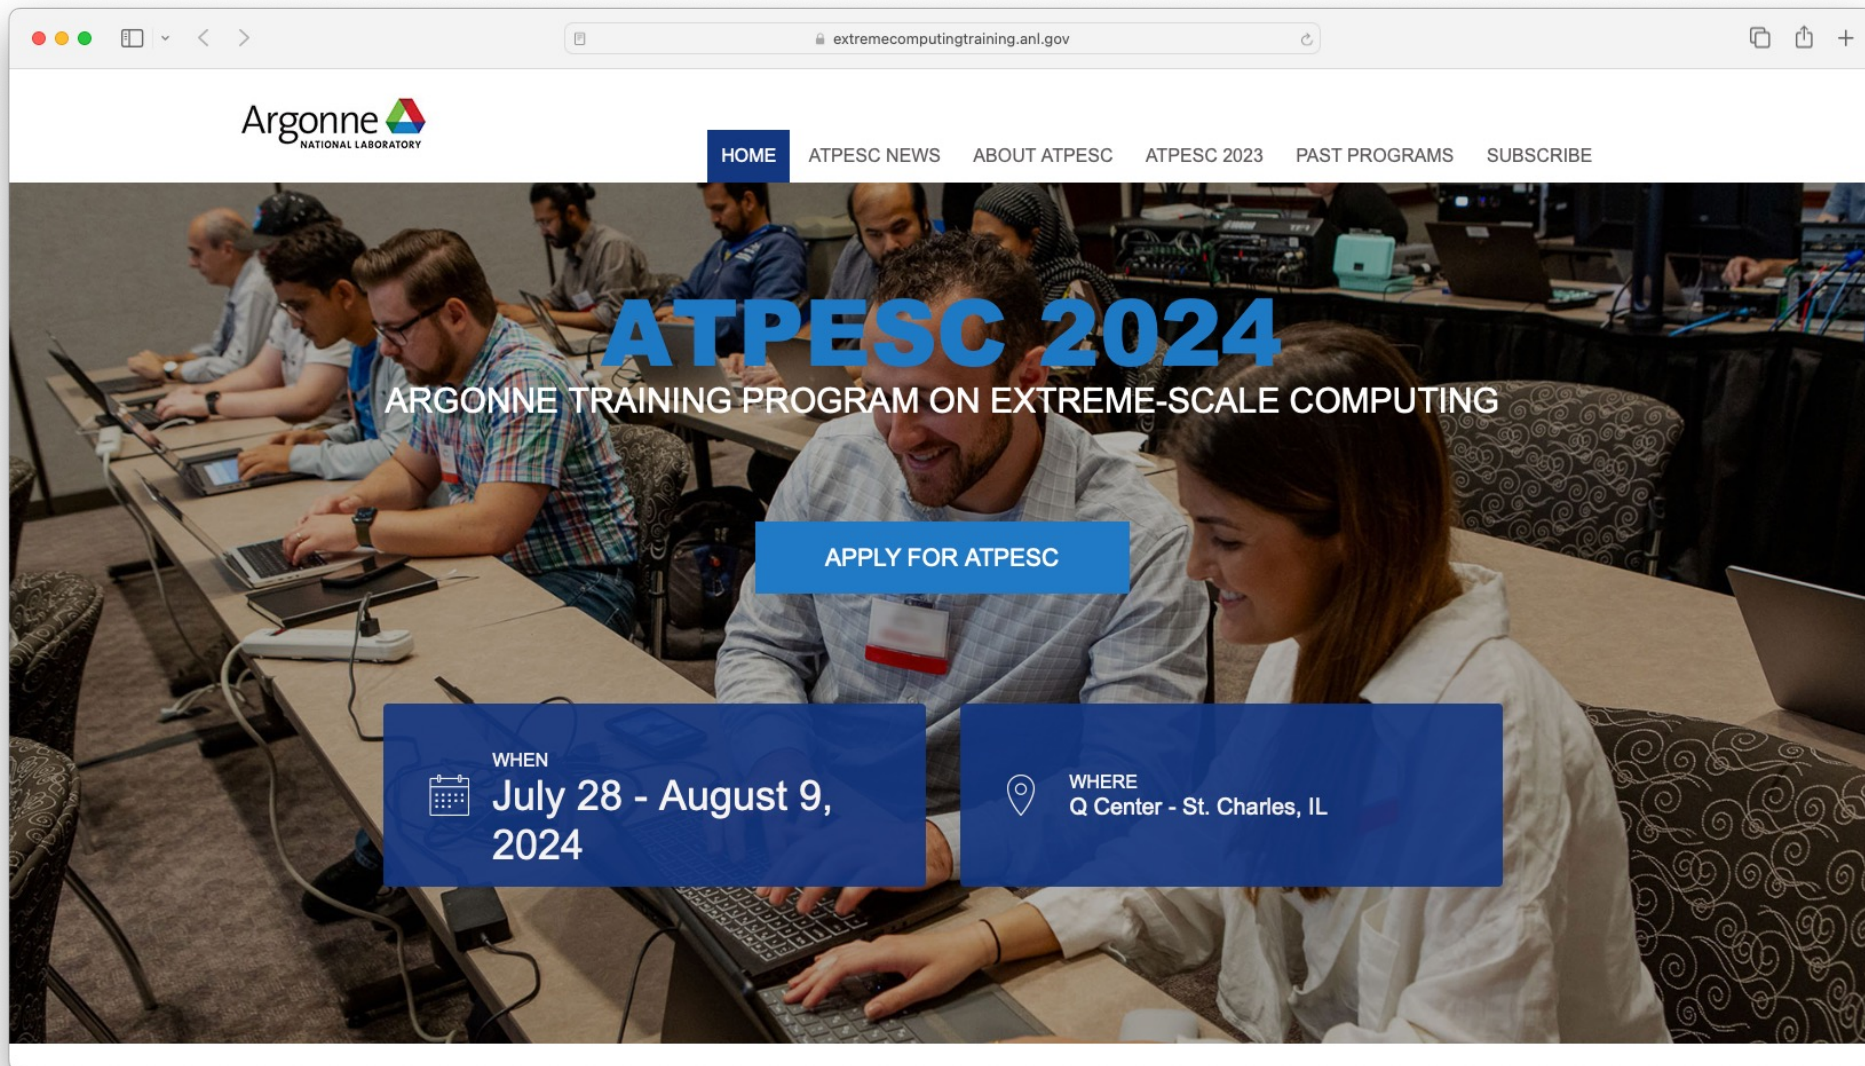 extremecomputingtraining.anl.gov
Argonne
NATIONAL LABORATORY
HOME ATPESC NEWS ABOUT ATPESC ATPESC 2023 PAST PROGRAMS SUBSCRIBE
ATPESC 2024
ARGONNE TRAINING PROGRAM ON EXTREME-SCALE COMPUTING
APPLY FOR ATPESC
WHEN
July 28 - August 9,
2024
WHERE
Q Center - St. Charles, IL